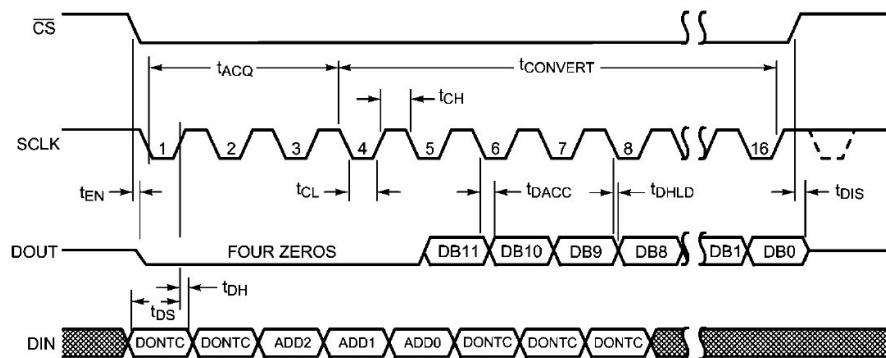 CS
tACQ
tCONVERT
tCH
SCLK
1 2 3 4 5 6 7 8 16
tEN
tCL
tDACC
tDHLD
tDIS
DOUT
FOUR ZEROS
DB11 DB10 DB9 DB8 DB1 DB0
tDH
tDS
DIN
DONTC DONTC ADD2 ADD1 ADD0 DONTC DONTC DONTC